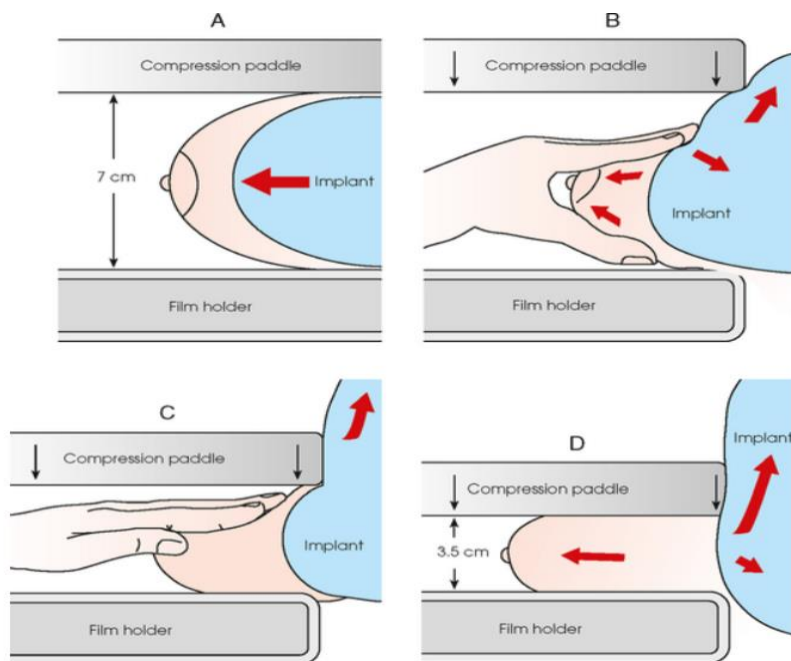 A
Compression paddle
7 cm
Implant
Film holder
B
Compression paddle
Implant
Film holder
C
Compression paddle
Implant
Film holder
D
Implant
Compression paddle
3.5 cm
Film holder